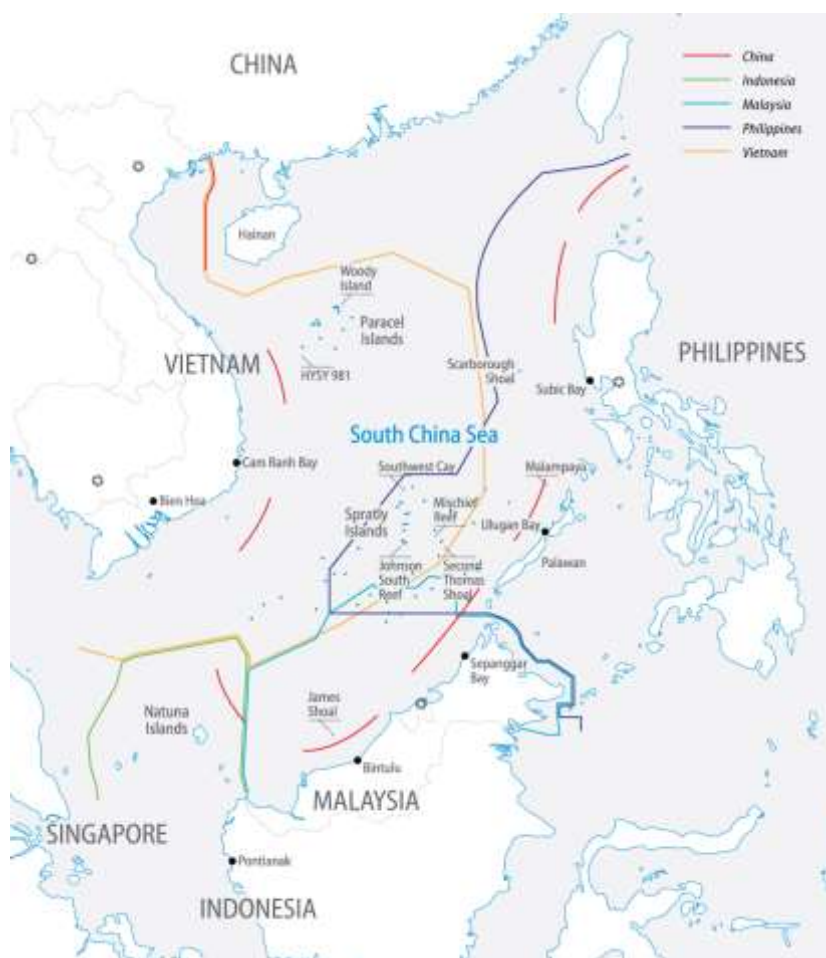 CHINA
China
Indonesia
Malaysia
Philippines
Vietnam
Hainan
Woody
Island
Paracel
Islands
VIETNAM
HYSY 981
Scarborough
Shoal
PHILIPPINES
Subic Bay
South China Sea
Cam Ranh Bay
Southwest Cay
Malampaya
Bien Hoa
Spratly
Islands
Mischief
Reef
Ulugan Bay
Johnson
South
Reef
Second
Thomas
Shoal
Palawan
Sepanggar
Bay
Natuna
Islands
James
Shoal
Bintulu
MALAYSIA
SINGAPORE
Pontianak
INDONESIA